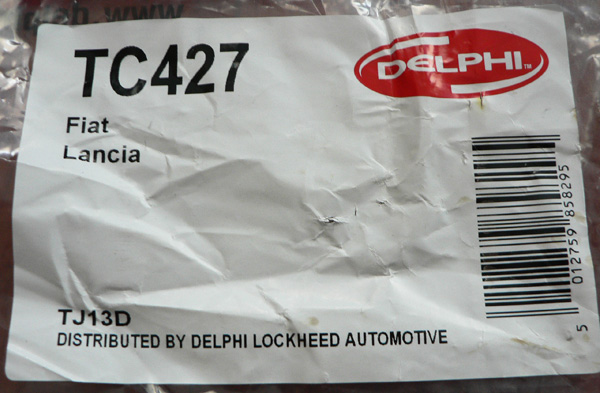 TC427
DELPHI
Fiat
Lancia
5 012759 858295
TJ13D
DISTRIBUTED BY DELPHI LOCKHEED AUTOMOTIVE